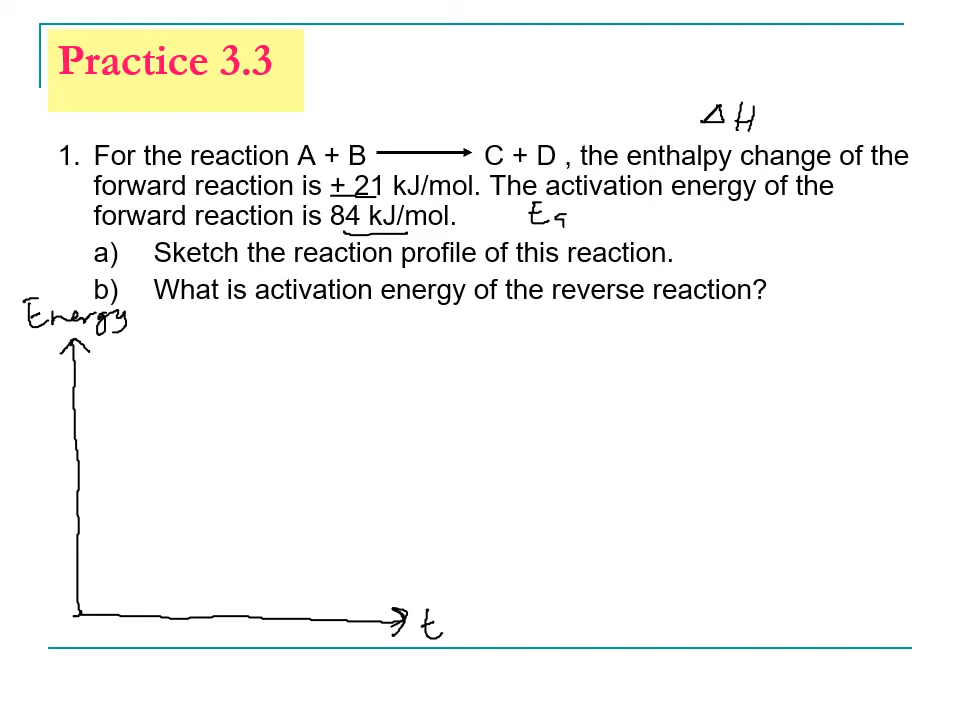 Practice 3.3
ΔH
1. For the reaction A + B ⟶ C + D , the enthalpy change of the
forward reaction is + 21 kJ/mol. The activation energy of the
forward reaction is 84 kJ/mol. Ea
a) Sketch the reaction profile of this reaction.
b) What is activation energy of the reverse reaction?
Energy
t